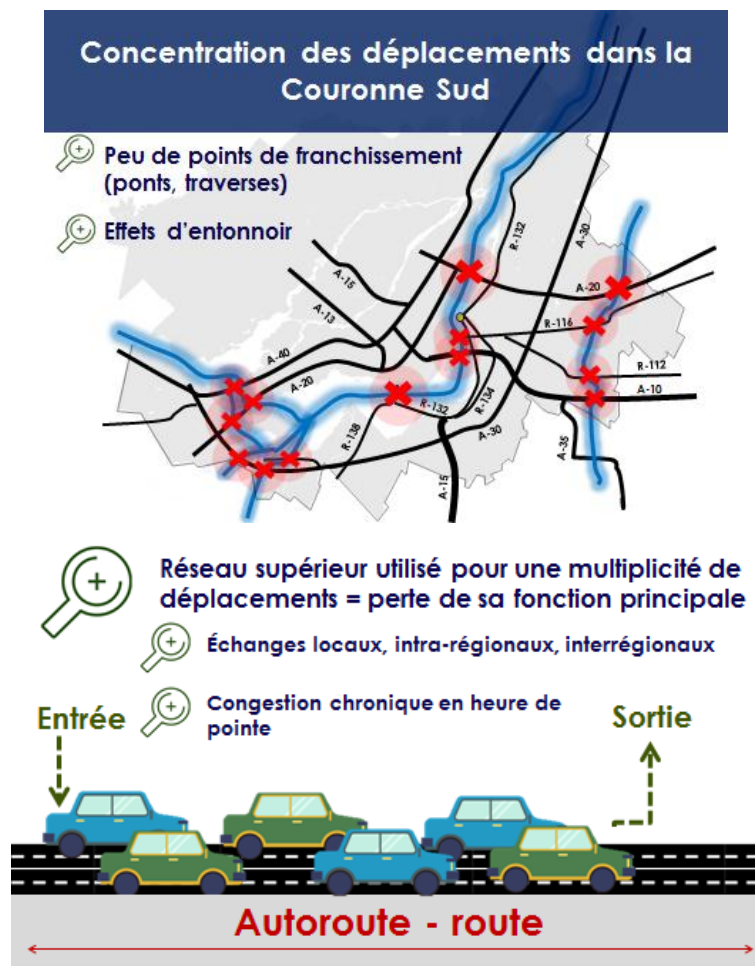 Concentration des déplacements dans la
Couronne Sud
Peu de points de franchissement
(ponts, traverses)
Effets d'entonnoir
A-15
A-13
A-40
A-20
R-132
A-30
A-20
R-116
R-112
A-10
R-132
R-134
R-138
A-30
A-15
A-35
Réseau supérieur utilisé pour une multiplicité de
déplacements = perte de sa fonction principale
Échanges locaux, intra-régionaux, interrégionaux
Congestion chronique en heure de
pointe
Entrée
Sortie
Autoroute - route